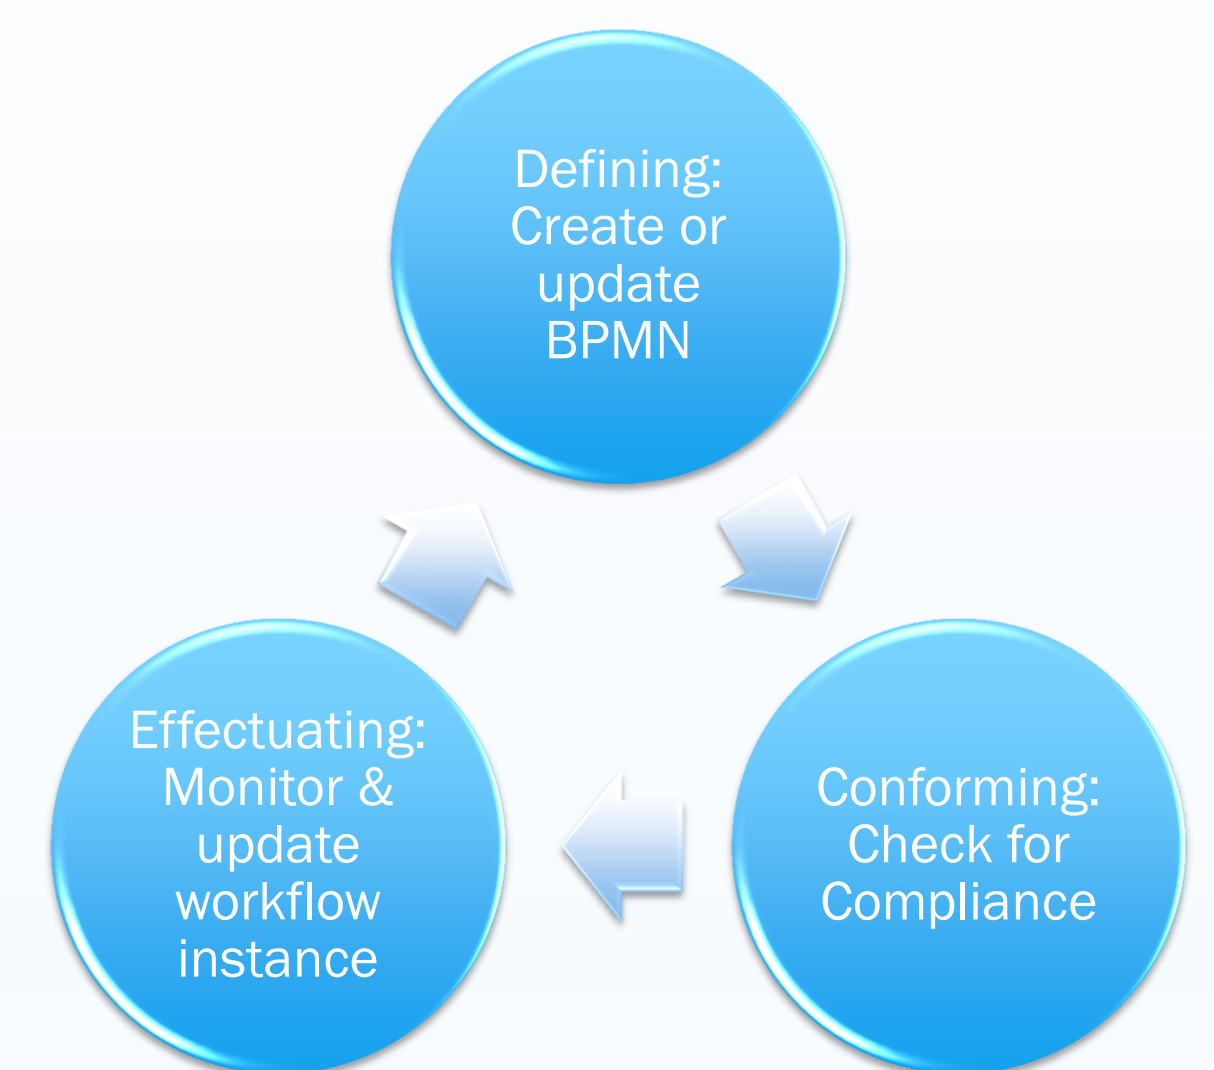 Defining:
Create or
update
BPMN
Effectuating:
Monitor &
update
workflow
instance
Conforming:
Check for
Compliance